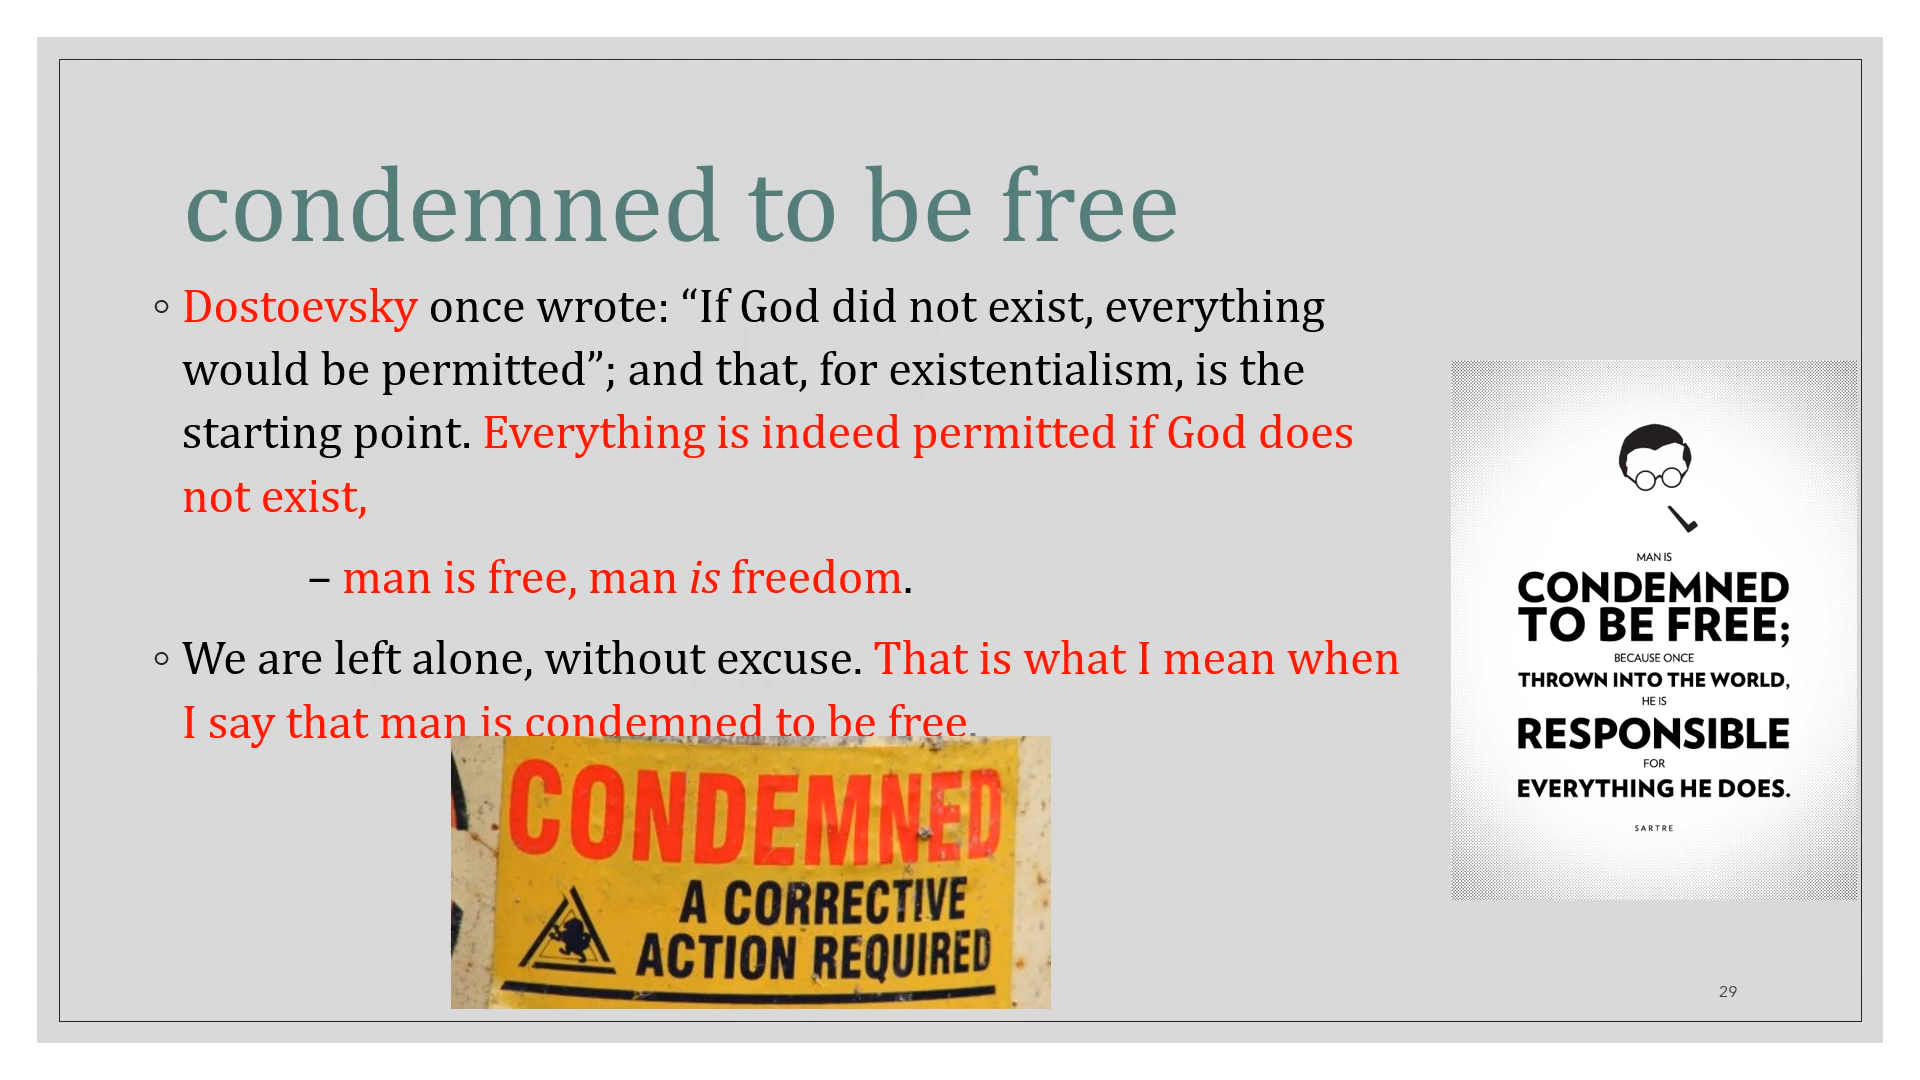 condemned to be free
◦ Dostoevsky once wrote: “If God did not exist, everything
would be permitted”; and that, for existentialism, is the
starting point. Everything is indeed permitted if God does
not exist,
– man is free, man is freedom.
◦ We are left alone, without excuse. That is what I mean when
I say that man is condemned to be free.
CONDEMNED
A CORRECTIVE
ACTION REQUIRED
MAN IS
CONDEMNED
TO BE FREE;
BECAUSE ONCE
THROWN INTO THE WORLD,
HE IS
RESPONSIBLE
FOR
EVERYTHING HE DOES.
SARTRE
29